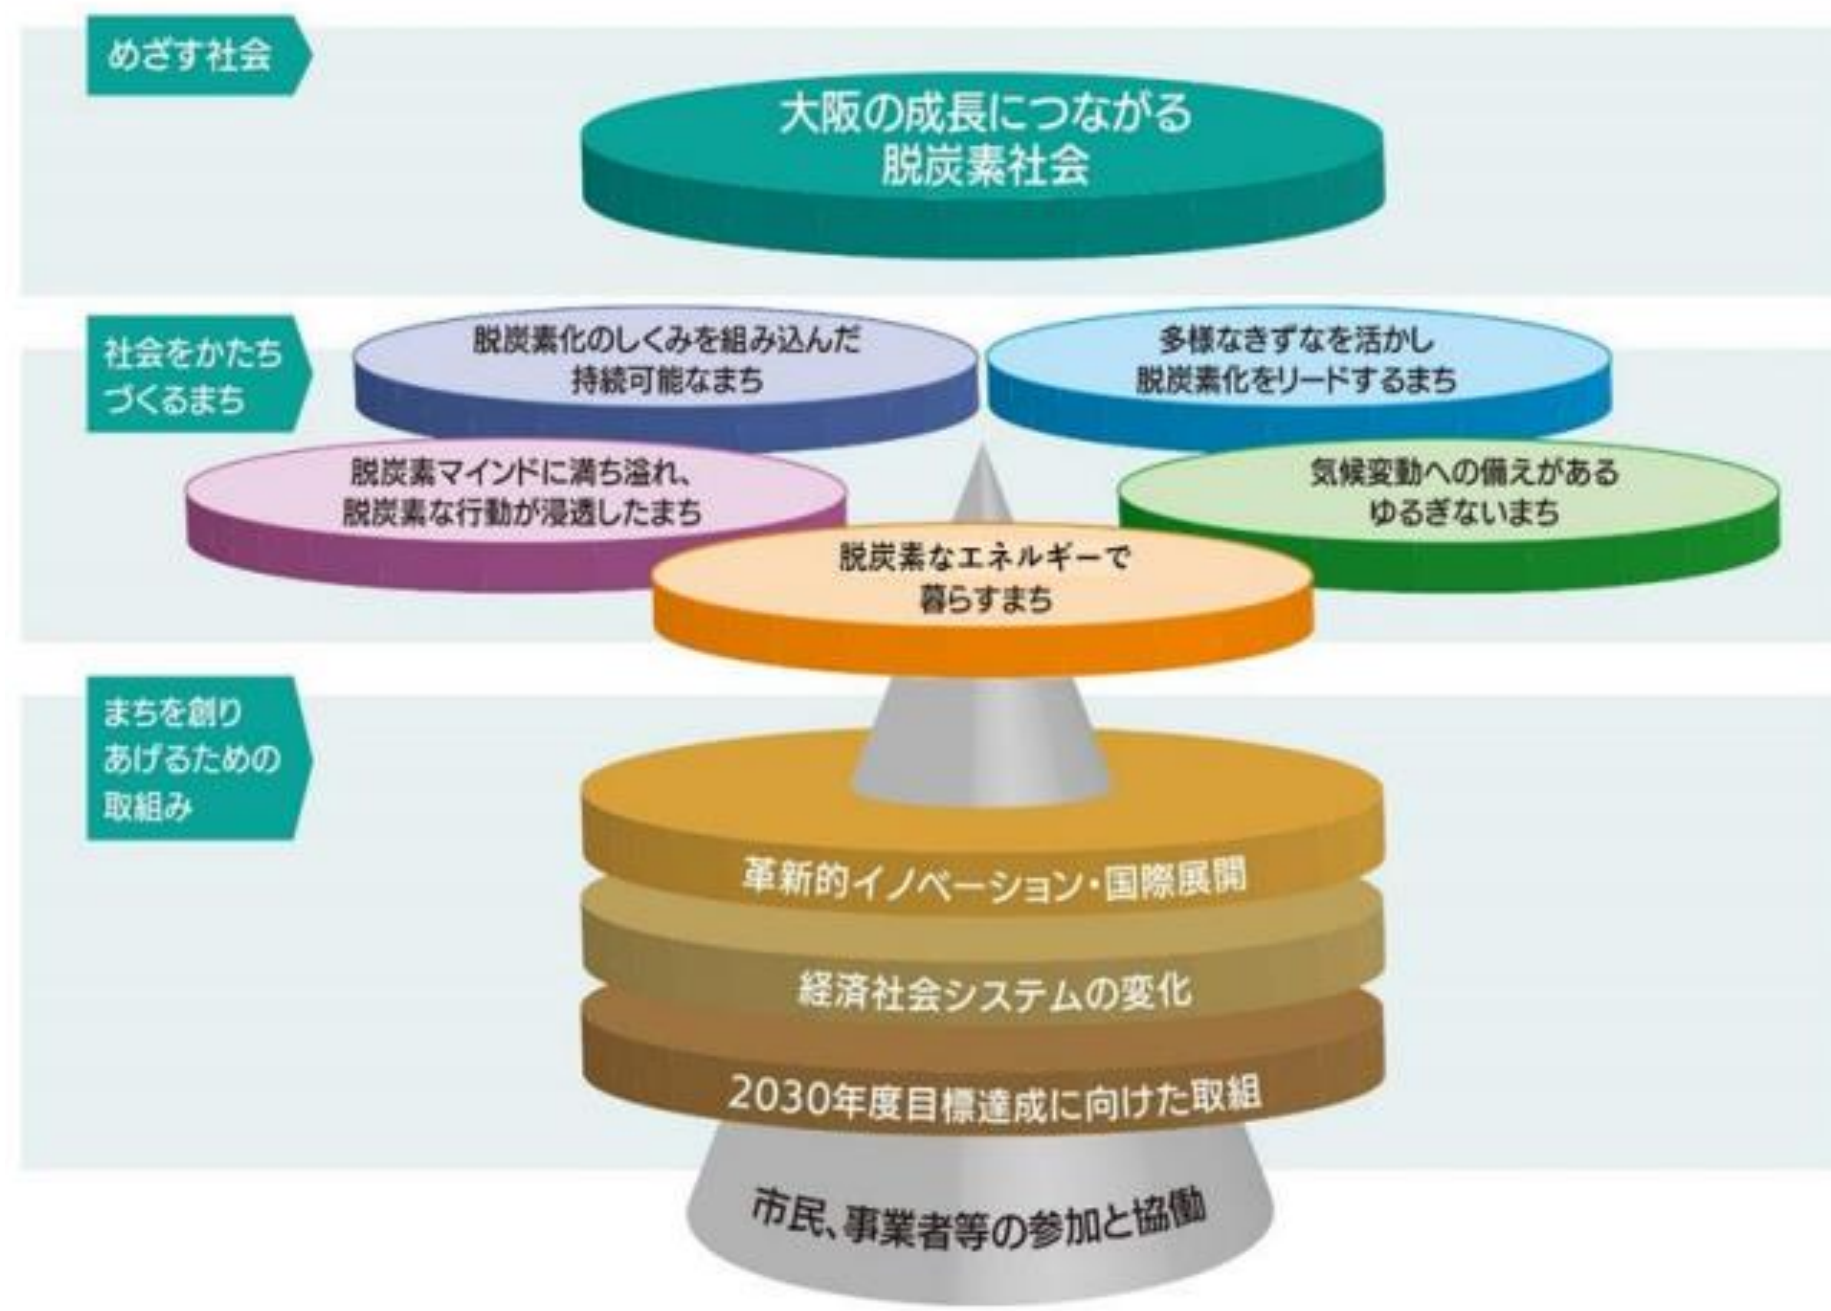 めざす社会
大阪の成長につながる
脱炭素社会
社会をかたち
づくるまち
脱炭素化のしくみを組み込んだ
持続可能なまち
多様なきずなを活かし
脱炭素化をリードするまち
脱炭素マインドに満ち溢れ、
脱炭素な行動が浸透したまち
気候変動への備えがある
ゆるぎないまち
脱炭素なエネルギーで
暮らすまち
まちを創り
あげるための
取組み
革新的イノベーション・国際展開
経済社会システムの変化
2030年度目標達成に向けた取組
市民、事業者等の参加と協働